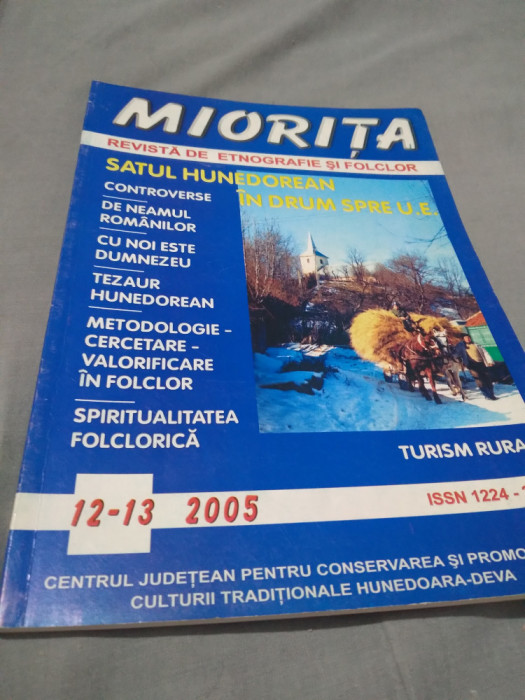 MIORIȚA
REVISTĂ DE ETNOGRAFIE ȘI FOLCLOR
SATUL HUNEDOREAN
ÎN DRUM SPRE U.E.
CONTROVERSE
DE NEAMUL
ROMÂNILOR
CU NOI ESTE
DUMNEZEU
TEZAUR
HUNEDOREAN
METODOLOGIE -
CERCETARE -
VALORIFICARE
ÎN FOLCLOR
SPIRITUALITATEA
FOLCLORICĂ
TURISM RURA
12-13 2005
ISSN 1224 -
CENTRUL JUDEȚEAN PENTRU CONSERVAREA ȘI PROMO
CULTURII TRADIȚIONALE HUNEDOARA-DEVA